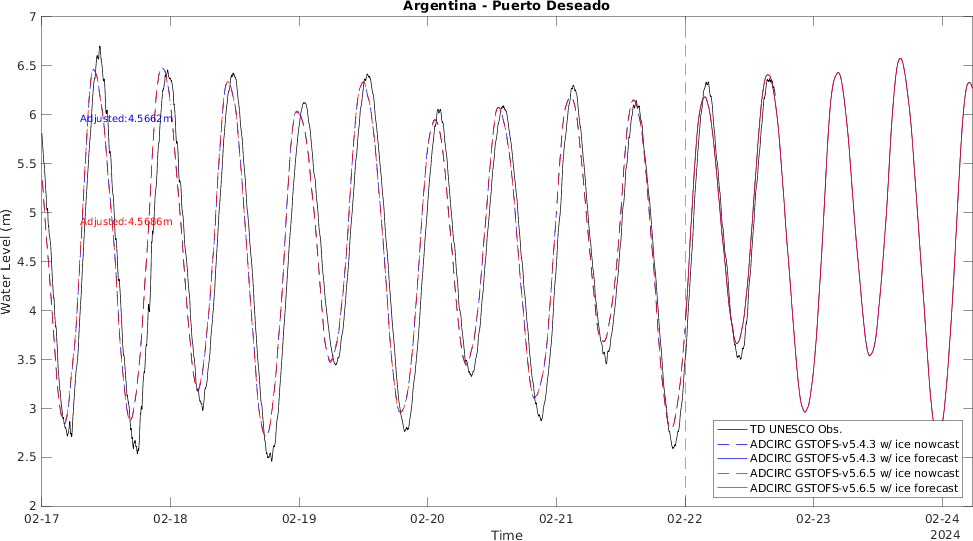 Argentina - Puerto Deseado
7
6.5
6
5.5
5
4.5
4
3.5
3
2.5
2
Water Level (m)
Adjusted:4.5662m
Adjusted:4.5686m
TD UNESCO Obs.
ADCIRC GSTOFS-v5.4.3 w/ ice nowcast
ADCIRC GSTOFS-v5.4.3 w/ ice forecast
ADCIRC GSTOFS-v5.6.5 w/ ice nowcast
ADCIRC GSTOFS-v5.6.5 w/ ice forecast
02-17 02-18 02-19 02-20 02-21 02-22 02-23 02-24
Time
2024